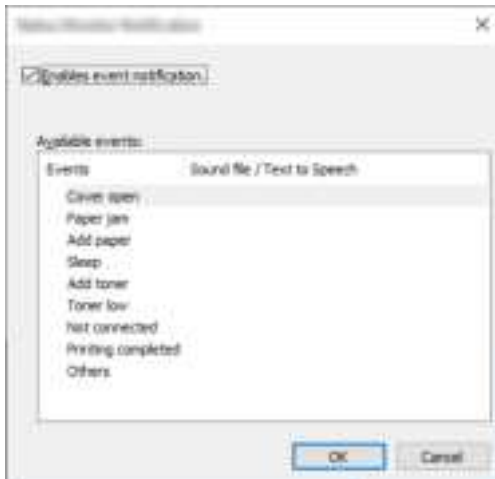 Enables event notification.
Available events:
Events Sound file / Text to Speech
Cover open
Paper jam
Add paper
Sleep
Add toner
Toner low
Not connected
Printing completed
Others
OK Cancel